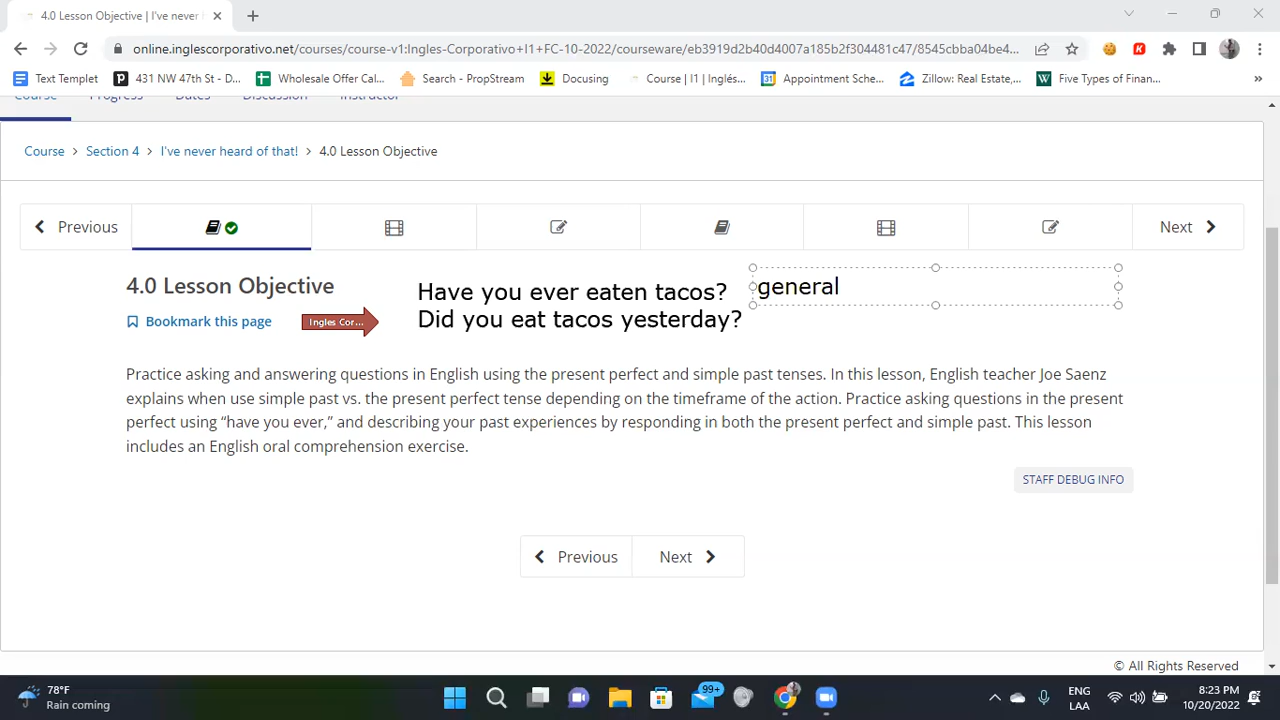 4.0 Lesson Objective | I've never h
online.inglescorporativo.net/courses/course-v1:Ingles-Corporativo+I1+FC-10-2022/courseware/eb3919d2b40d4007a185b2f304481c47/8545cbba04be4...
Text Templet
431 NW 47th St - D...
Wholesale Offer Cal...
Search - PropStream
Docusing
Course | I1 | Inglés...
Appointment Sche...
Zillow: Real Estate,...
Five Types of Finan...
»
Course Progress Dates Discussion Instructor
Course > Section 4 > I've never heard of that! > 4.0 Lesson Objective
Previous
Next
4.0 Lesson Objective
Have you ever eaten tacos?
general
Bookmark this page
Ingles Cor...
Did you eat tacos yesterday?
Practice asking and answering questions in English using the present perfect and simple past tenses. In this lesson, English teacher Joe Saenz
explains when use simple past vs. the present perfect tense depending on the timeframe of the action. Practice asking questions in the present
perfect using “have you ever,” and describing your past experiences by responding in both the present perfect and simple past. This lesson
includes an English oral comprehension exercise.
STAFF DEBUG INFO
Previous
Next
© All Rights Reserved
78°F
Rain coming
99+
ENG
LAA
8:23 PM
10/20/2022